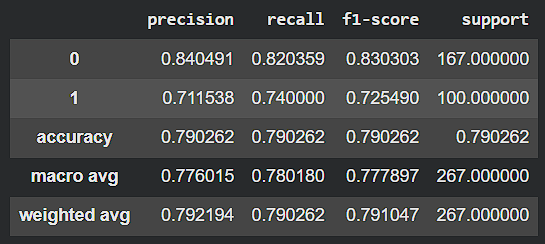 precision recall f1-score support
0 0.840491 0.820359 0.830303 167.000000
1 0.711538 0.740000 0.725490 100.000000
accuracy 0.790262 0.790262 0.790262 0.790262
macro avg 0.776015 0.780180 0.777897 267.000000
weighted avg 0.792194 0.790262 0.791047 267.000000